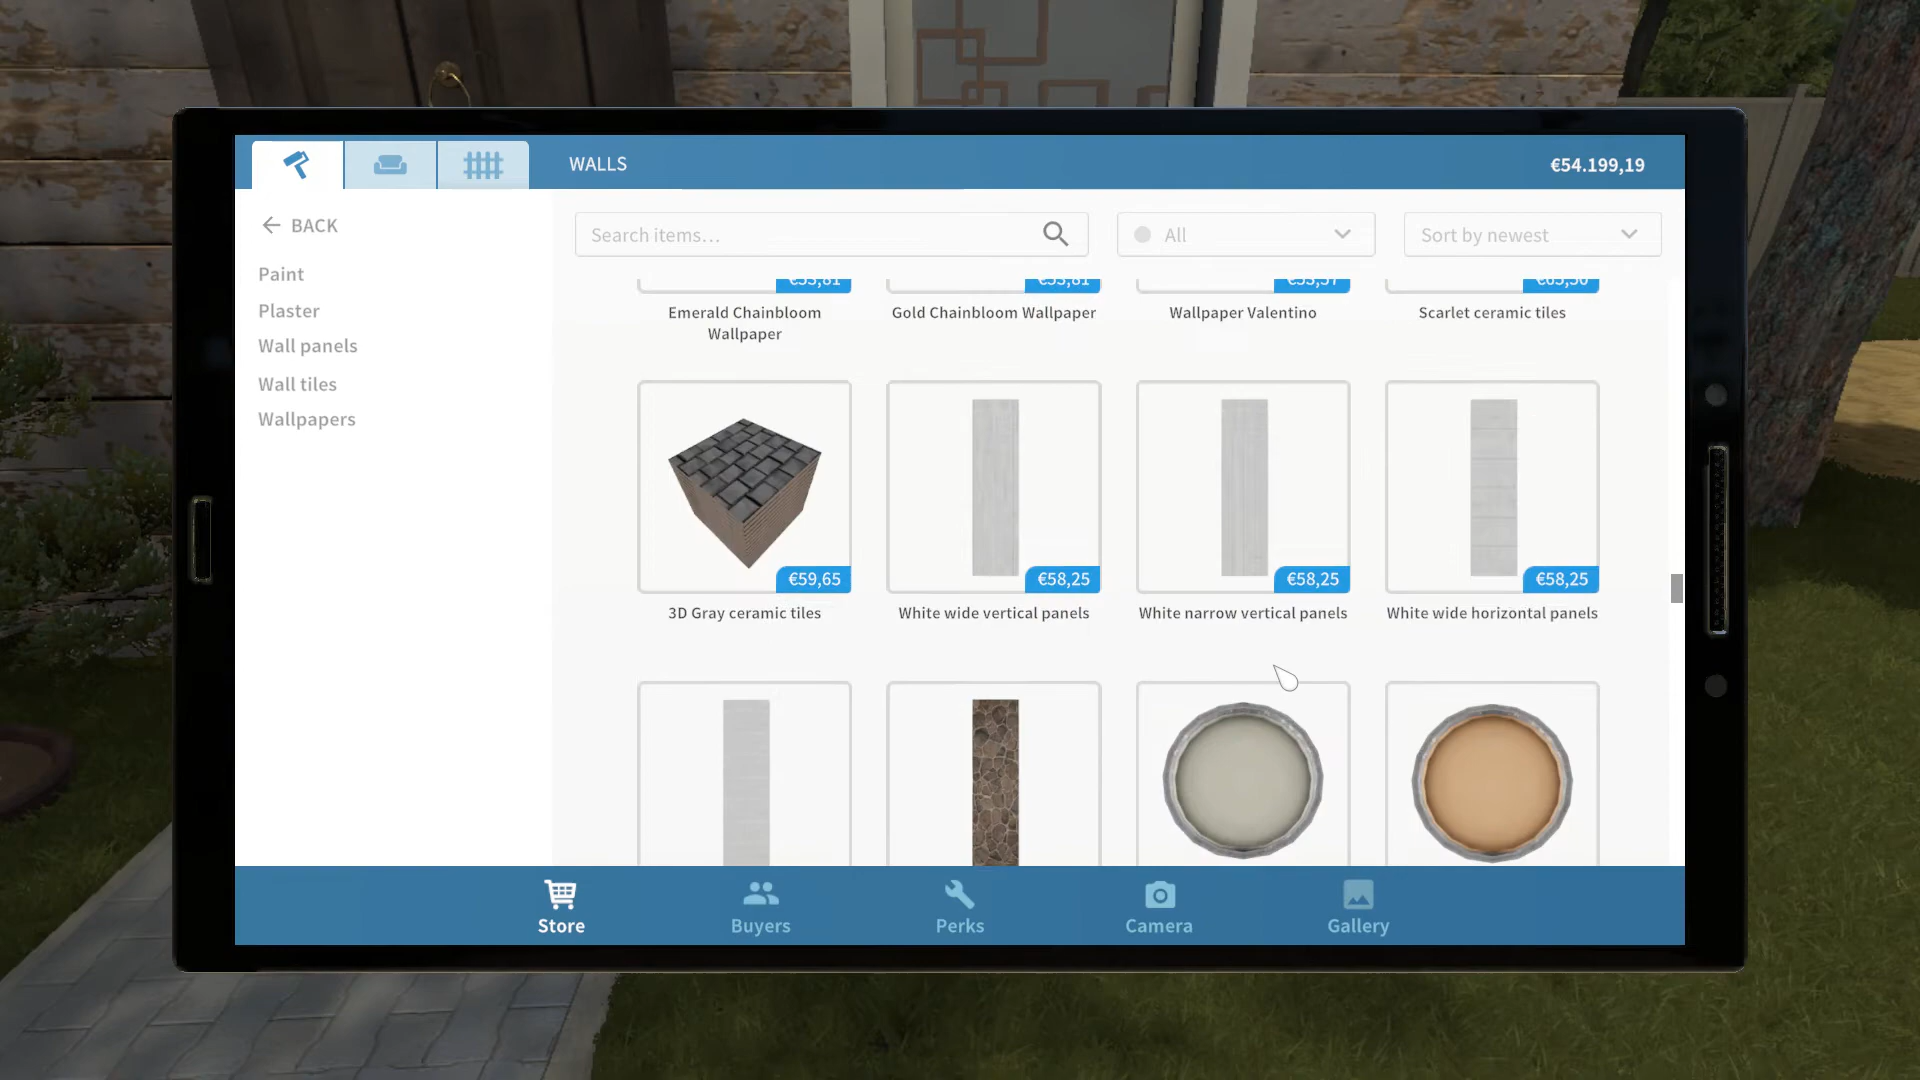 WALLS
€54.199,19
BACK
Search items...
All
Sort by newest
Paint
Plaster
Wall panels
Wall tiles
Wallpapers
Emerald Chainbloom
Wallpaper
Gold Chainbloom Wallpaper
Wallpaper Valentino
Scarlet ceramic tiles
€59,65
€58,25
€58,25
€58,25
3D Gray ceramic tiles
White wide vertical panels
White narrow vertical panels
White wide horizontal panels
Store
Buyers
Perks
Camera
Gallery